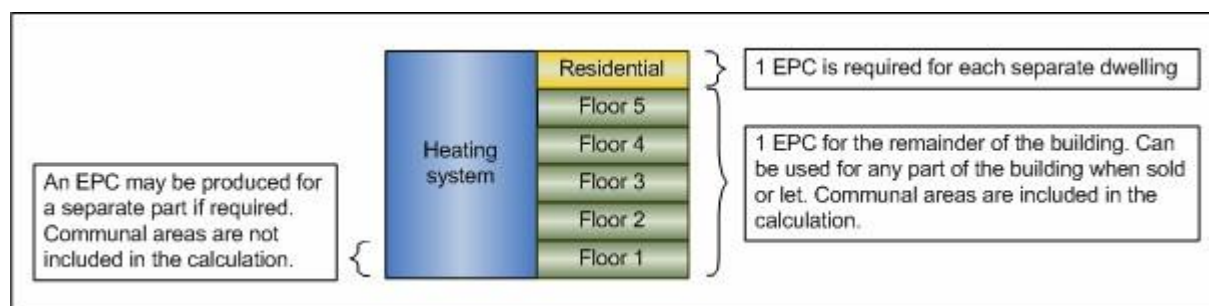 Residential
Floor 5
Floor 4
Floor 3
Floor 2
Floor 1
Heating
system
1 EPC is required for each separate dwelling
1 EPC for the remainder of the building. Can
be used for any part of the building when sold
or let. Communal areas are included in the
calculation.
An EPC may be produced for
a separate part if required.
Communal areas are not
included in the calculation.